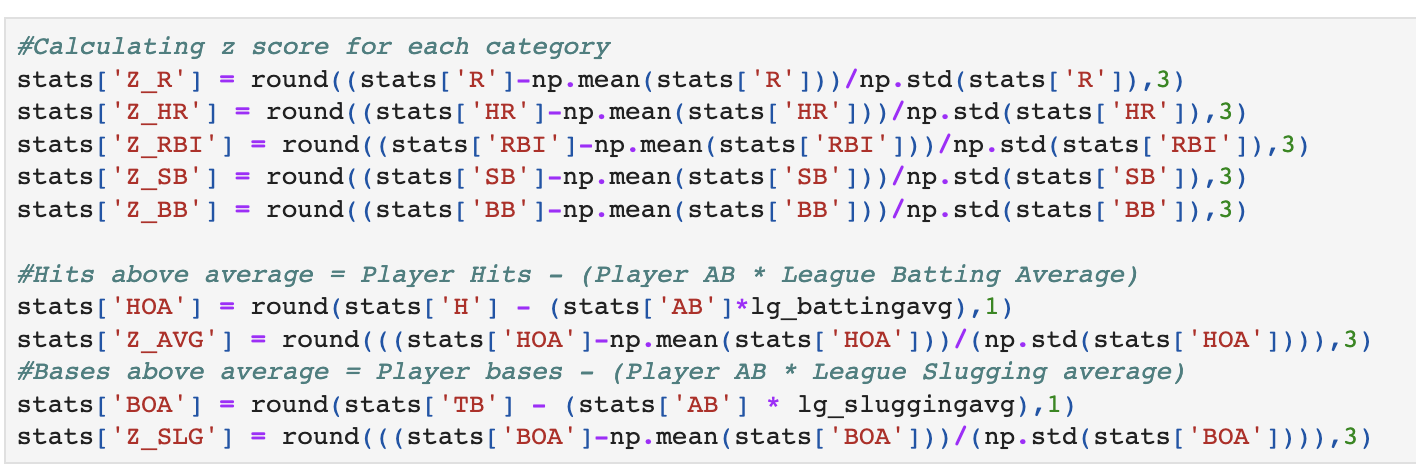 #Calculating z score for each category
stats['Z_R'] = round((stats['R']-np.mean(stats['R']))/np.std(stats['R']),3)
stats['Z_HR'] = round((stats['HR']-np.mean(stats['HR']))/np.std(stats['HR']),3)
stats['Z_RBI'] = round((stats['RBI']-np.mean(stats['RBI']))/np.std(stats['RBI']),3)
stats['Z_SB'] = round((stats['SB']-np.mean(stats['SB']))/np.std(stats['SB']),3)
stats['Z_BB'] = round((stats['BB']-np.mean(stats['BB']))/np.std(stats['BB']),3)
#Hits above average = Player Hits - (Player AB * League Batting Average)
stats['HOA'] = round(stats['H'] - (stats['AB']*lg_battingavg),1)
stats['Z_AVG'] = round(((stats['HOA']-np.mean(stats['HOA']))/(np.std(stats['HOA']))),3)
#Bases above average = Player bases - (Player AB * League Slugging average)
stats['BOA'] = round(stats['TB'] - (stats['AB'] * lg_sluggingavg),1)
stats['Z_SLG'] = round(((stats['BOA']-np.mean(stats['BOA']))/(np.std(stats['BOA']))),3)